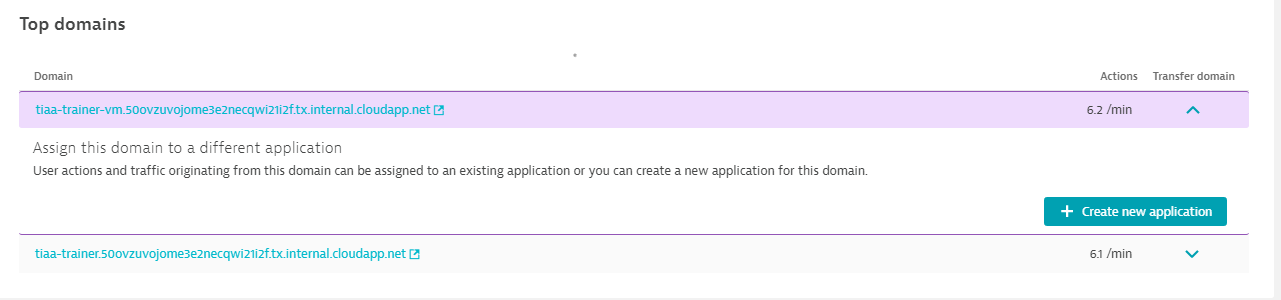 Top domains
Domain Actions Transfer domain
tiaa-trainer-vm.50ovzuvojome3e2necqwi21i2f.tx.internal.cloudapp.net 6.2 /min
Assign this domain to a different application
User actions and traffic originating from this domain can be assigned to an existing application or you can create a new application for this domain.
Create new application
tiaa-trainer.50ovzuvojome3e2necqwi21i2f.tx.internal.cloudapp.net 6.1 /min